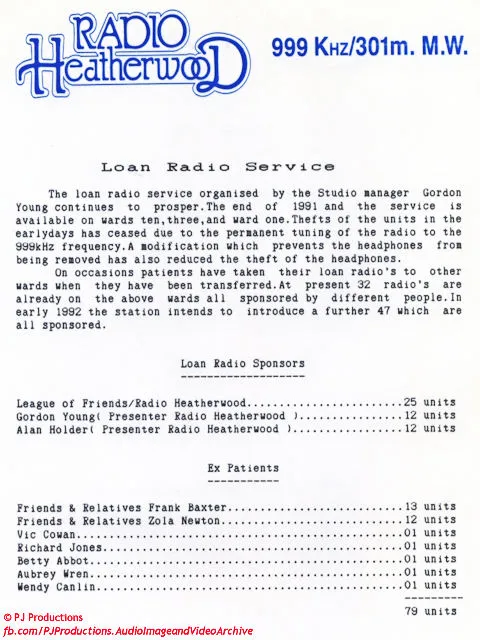 RADIO
HeatherwooD
999 KHZ/301m. M.W.
Loan Radio Service
The loan radio service organised by the Studio manager Gordon
Young continues to prosper.The end of 1991 and the service is
available on wards ten,three,and ward one.Thefts of the units in the
earlydays has ceased due to the permanent tuning of the radio to the
999kHz frequency.A modification which prevents the headphones from
being removed has also reduced the theft of the headphones.
On occasions patients have taken their loan radio's to other
wards when they have been transferred.At present 32 radio's are
already on the above wards all sponsored by different people.In
early 1992 the station intends to introduce a further 47 which are
all sponsored.
Loan Radio Sponsors
-------------------
League of Friends/Radio Heatherwood........................25 units
Gordon Young( Presenter Radio Heatherwood )................12 units
Alan Holder( Presenter Radio Heatherwood ).................12 units
Ex Patients
-----------
Friends & Relatives Frank Baxter...........................13 units
Friends & Relatives Zola Newton............................12 units
Vic Cowan..................................................01 units
Richard Jones..............................................01 units
Betty Abbot................................................01 units
Aubrey Wren................................................01 units
Wendy Canlin...............................................01 units
---------
79 units
© PJ Productions
fb.com/PJProductions.AudioImageandVideoArchive